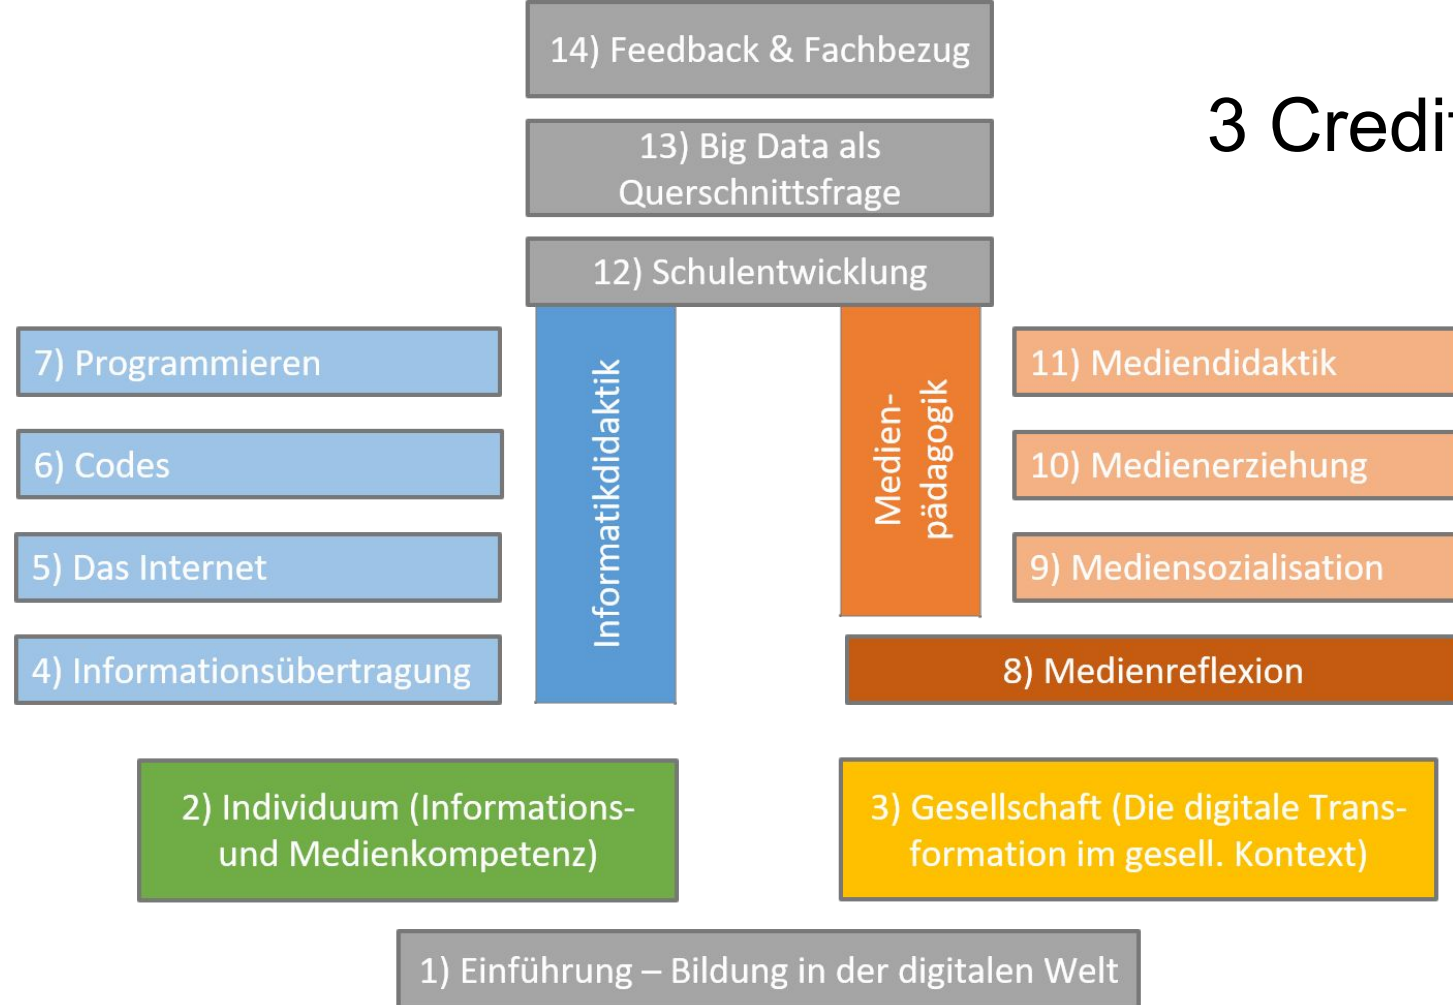 14) Feedback & Fachbezug
3 Credit
13) Big Data als
Querschnittsfrage
12) Schulentwicklung
7) Programmieren
6) Codes
5) Das Internet
4) Informationsübertragung
Informatikdidaktik
Medien-
pädagogik
11) Mediendidaktik
10) Medienerziehung
9) Mediensozialisation
8) Medienreflexion
2) Individuum (Informations-
und Medienkompetenz)
3) Gesellschaft (Die digitale Trans-
formation im gesell. Kontext)
1) Einführung – Bildung in der digitalen Welt